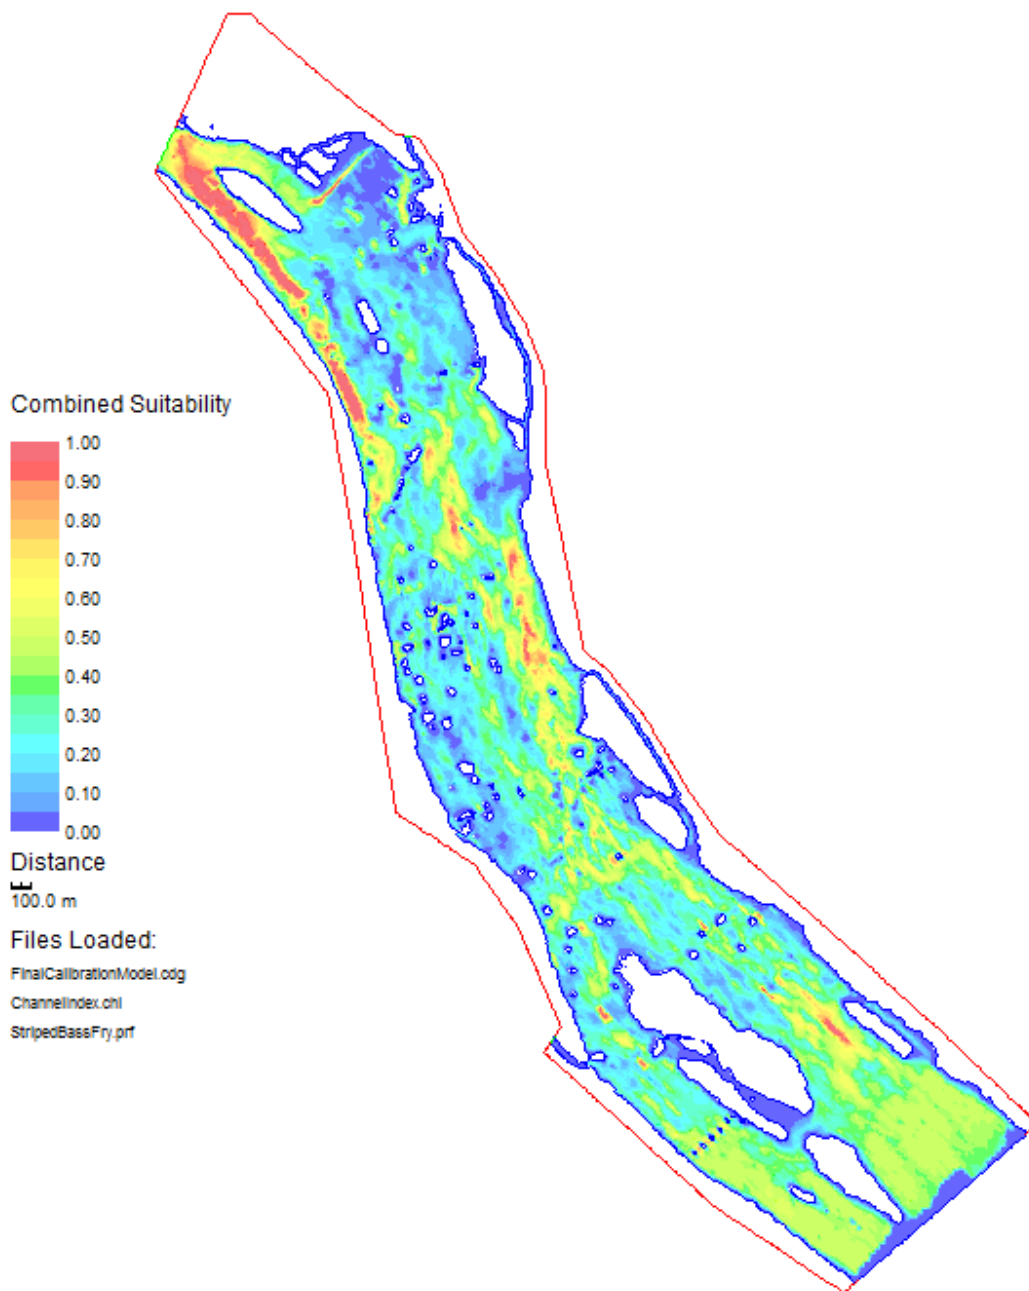 Combined Suitability
1.00
0.90
0.80
0.70
0.60
0.50
0.40
0.30
0.20
0.10
0.00
Distance
100.0 m
Files Loaded:
FinalCalibrationModel.cdg
ChannelIndex.chi
StripedBassFry.prf